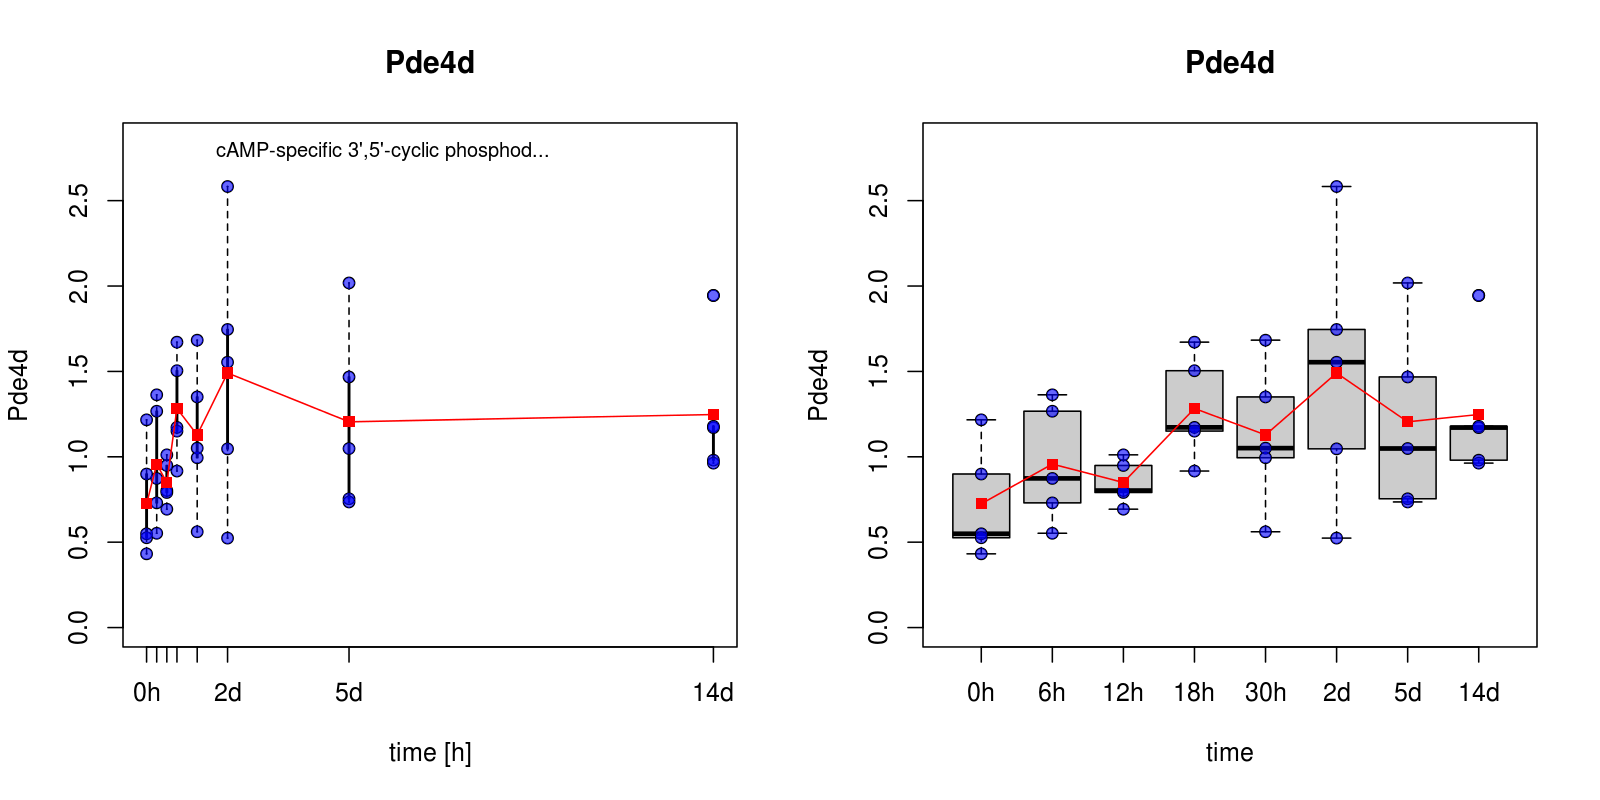 Pde4d
cAMP-specific 3',5'-cyclic phosphod...
Pde4d
2.5
2.0
1.5
1.0
0.5
0.0
0h 2d 5d 14d
time [h]
Pde4d
Pde4d
2.5
2.0
1.5
1.0
0.5
0.0
0h 6h 12h 18h 30h 2d 5d 14d
time